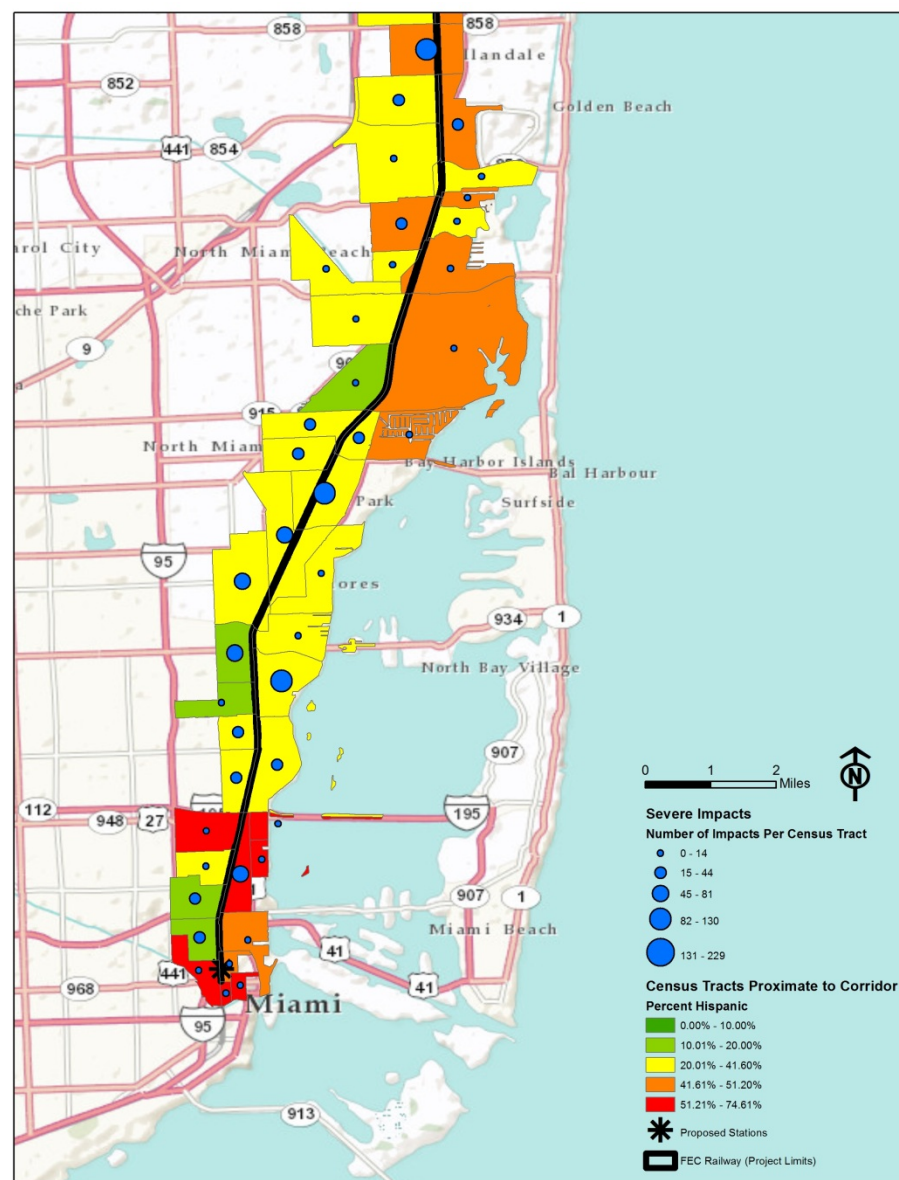 858
858
llandale
852
Golden Beach
441
854
North Miami Beach
rol City
che Park
9
915
North Miam
Bay Harbor Islands
Bal Harbour
Park
Surfside
95
ores
934
1
North Bay Village
907
0 1 2
Miles
N
112
948
27
195
Severe Impacts
Number of Impacts Per Census Tract
0 - 14
15 - 44
45 - 81
82 - 130
131 - 229
907
1
Miami Beach
41
441
41
968
Miami
95
913
Census Tracts Proximate to Corridor
Percent Hispanic
0.00% - 10.00%
10.01% - 20.00%
20.01% - 41.60%
41.61% - 51.20%
51.21% - 74.61%
Proposed Stations
FEC Railway (Project Limits)